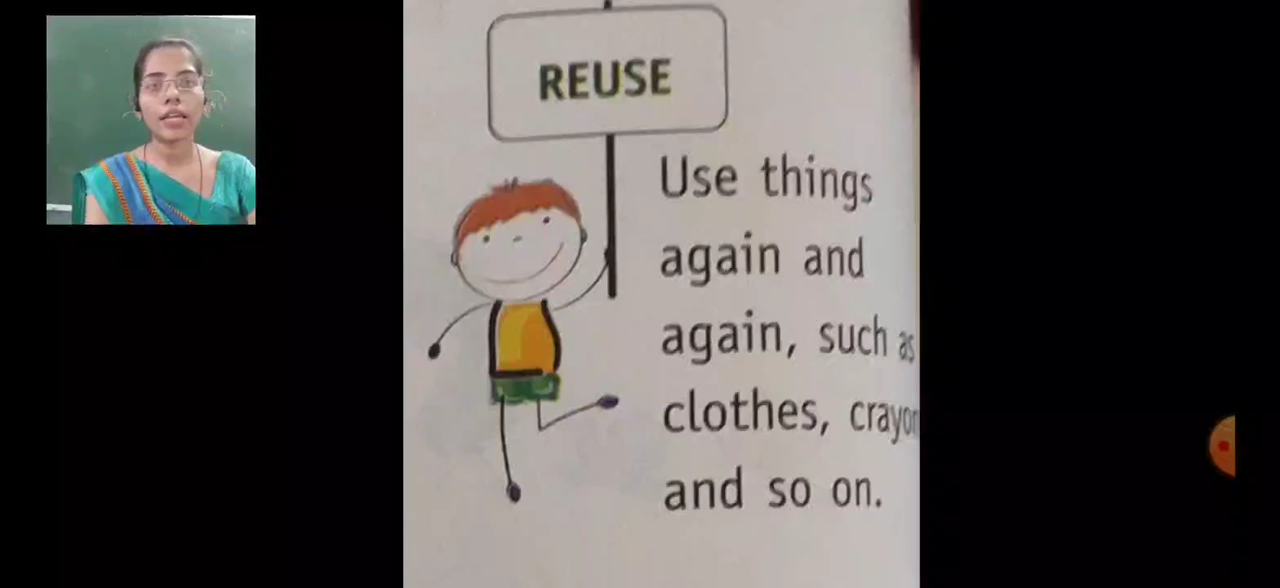 REUSE
Use things
again and
again, such as
clothes,
and so on.